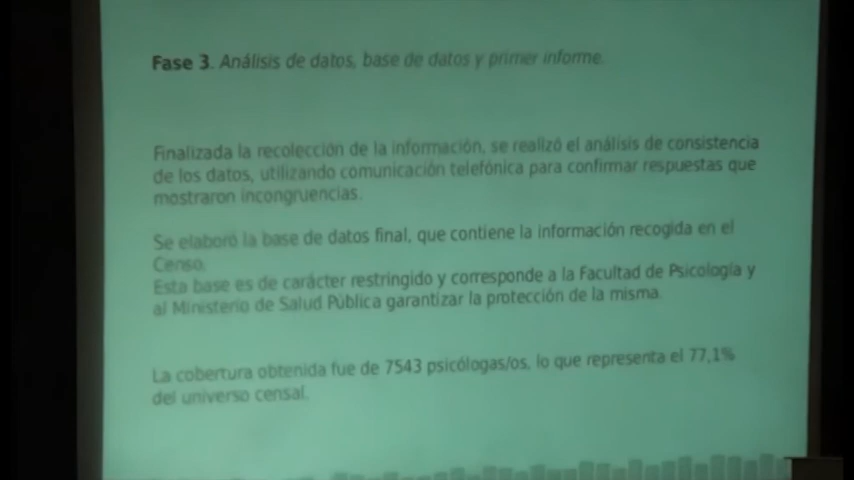 Fase 3. Análisis de datos, base de datos y primer informe.
Finalizada la recolección de la información, se realizó el análisis de consistencia
de los datos, utilizando comunicación telefónica para confirmar respuestas que
mostraron incongruencias.
Se elaboró la base de datos final, que contiene la información recogida en el
Censo.
Esta base es de carácter restringido y corresponde a la Facultad de Psicología y
al Ministerio de Salud Pública garantizar la protección de la misma.
La cobertura obtenida fue de 7543 psicólogas/os, lo que representa el 77,1%
del universo censal.